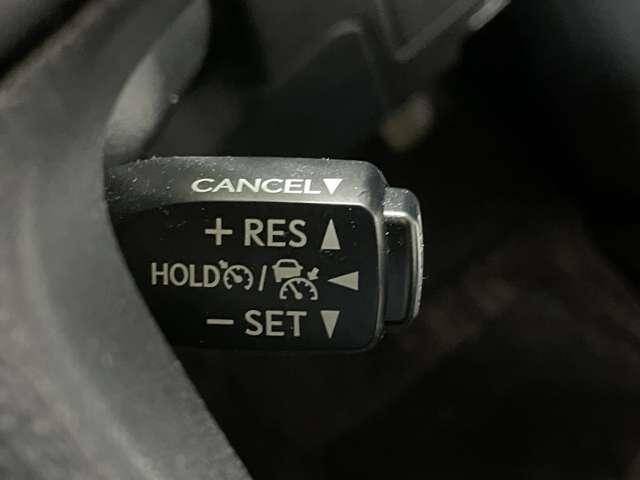 CANCEL▼
+ RES ▲
HOLD / ◀
− SET ▼